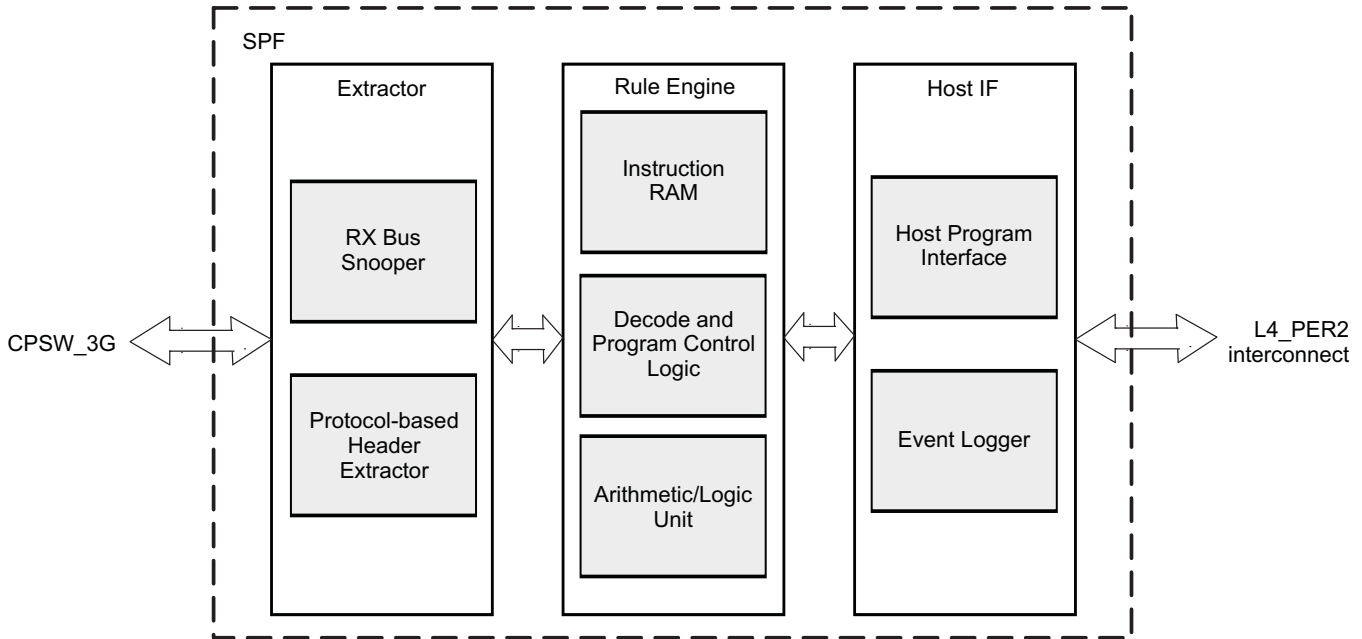 SPF
Extractor
RX Bus
Snooper
Protocol-based
Header
Extractor
Rule Engine
Instruction
RAM
Decode and
Program Control
Logic
Arithmetic/Logic
Unit
Host IF
Host Program
Interface
Event Logger
CPSW_3G
L4_PER2
interconnect